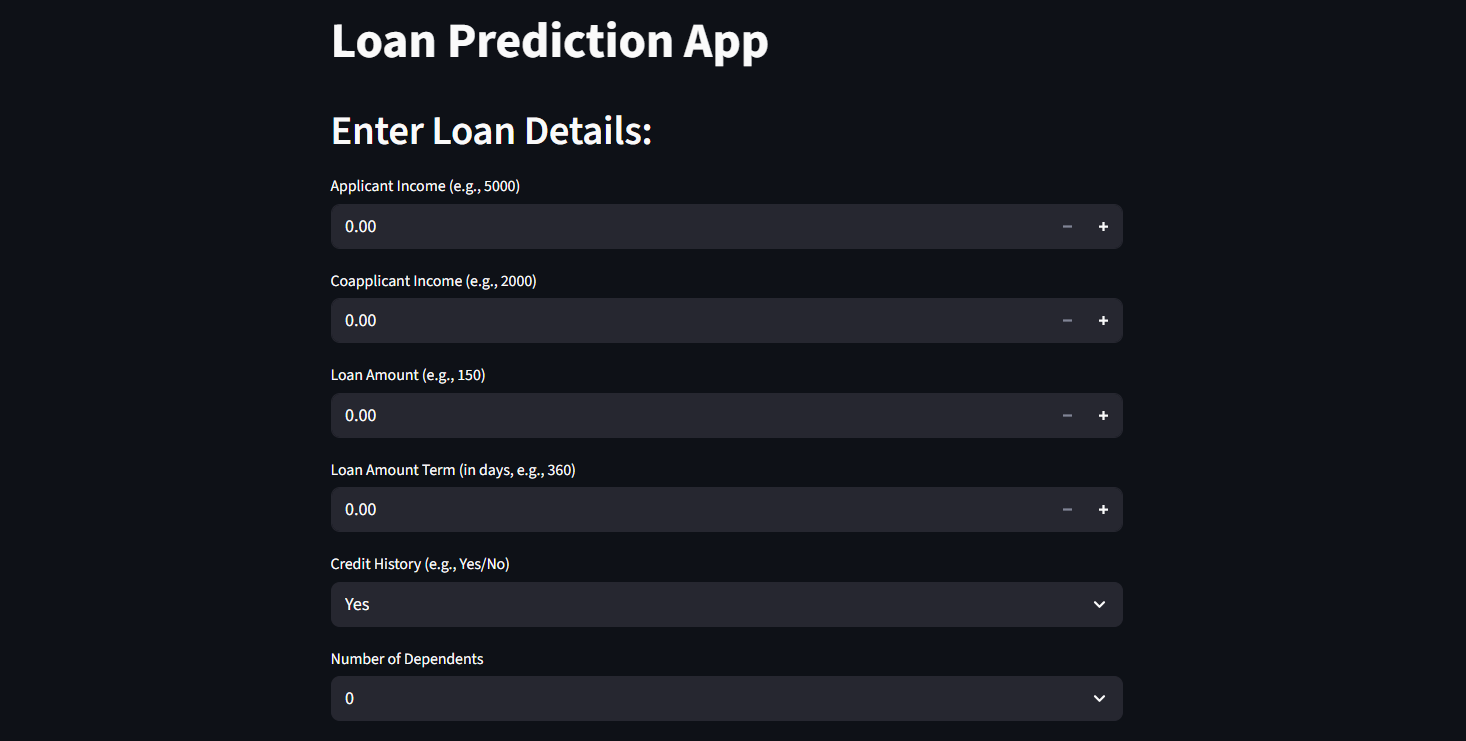 Loan Prediction App
Enter Loan Details:
Applicant Income (e.g., 5000)
0.00
Coapplicant Income (e.g., 2000)
0.00
Loan Amount (e.g., 150)
0.00
Loan Amount Term (in days, e.g., 360)
0.00
Credit History (e.g., Yes/No)
Yes
Number of Dependents
0